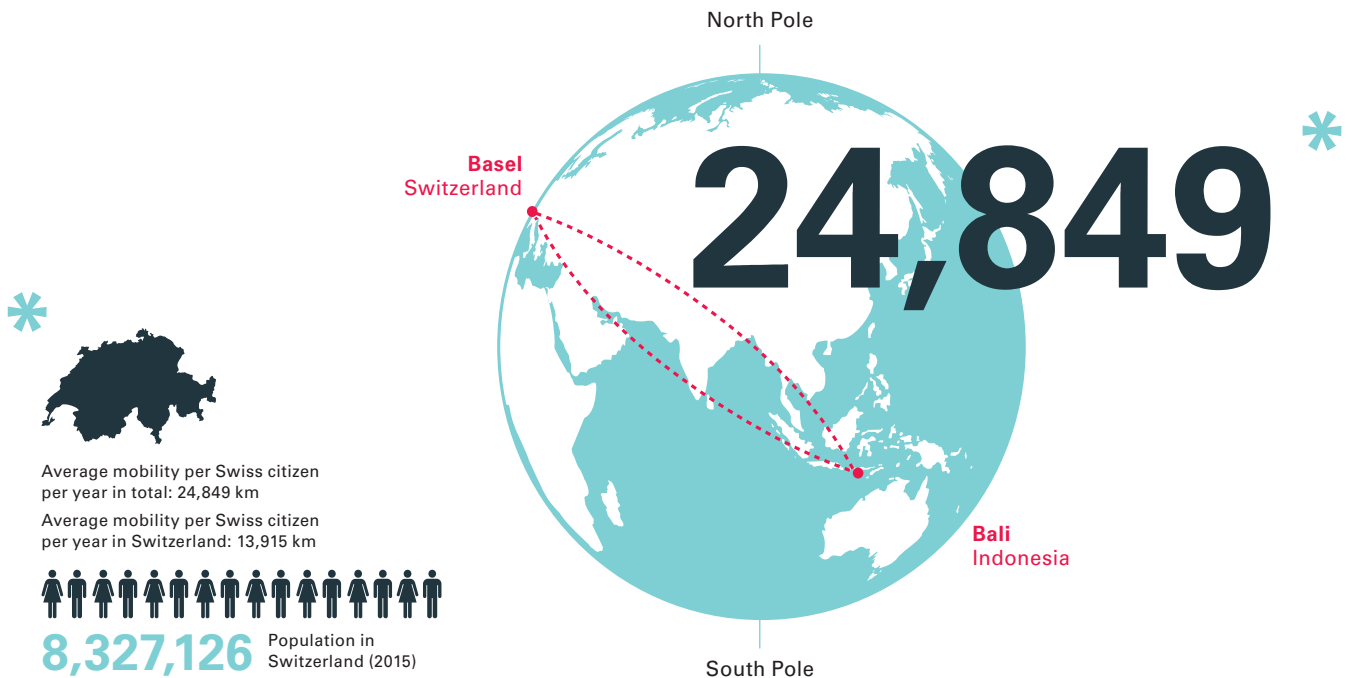 North Pole
Basel
Switzerland
24,849
*
*
Average mobility per Swiss citizen
per year in total: 24,849 km
Average mobility per Swiss citizen
per year in Switzerland: 13,915 km
8,327,126
Population in
Switzerland (2015)
Bali
Indonesia
South Pole